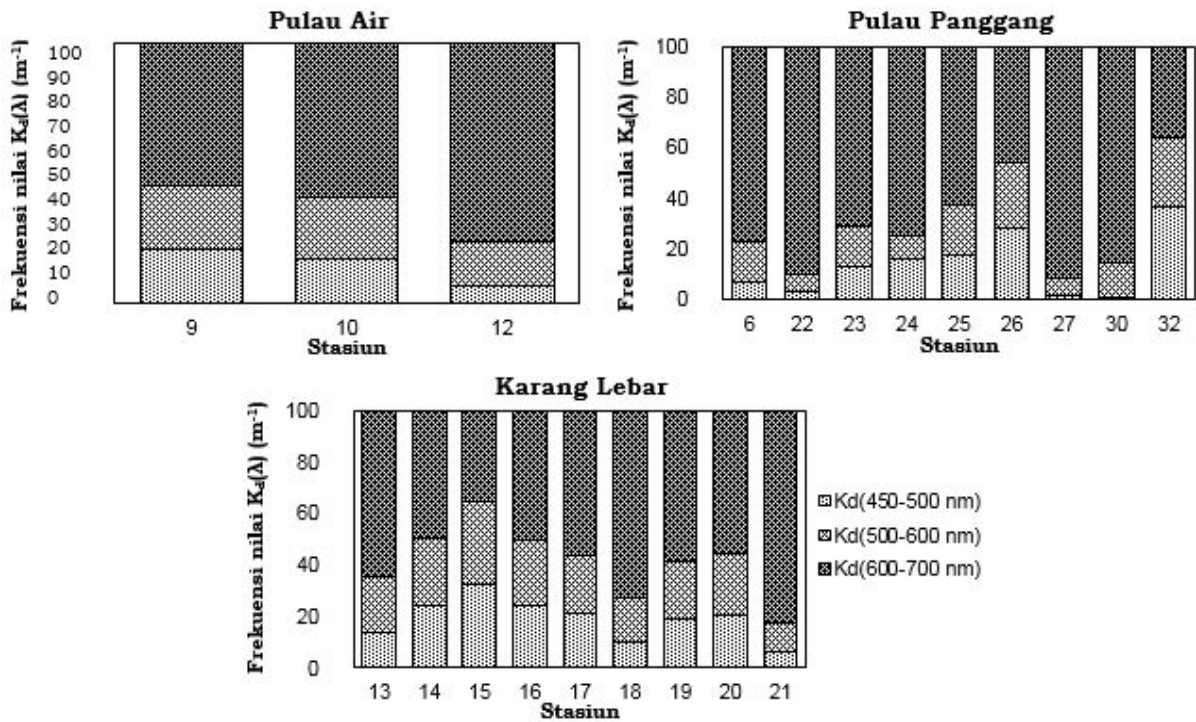 Pulau Air
Frekuensi nilai K_d(λ) (m⁻¹)
100
90
80
70
60
50
40
30
20
10
0
9 10 12
Stasiun
Pulau Panggang
Frekuensi nilai K_d(λ) (m⁻¹)
100
80
60
40
20
0
6 22 23 24 25 26 27 30 32
Stasiun
Karang Lebar
Frekuensi nilai K_d(λ) (m⁻¹)
100
80
60
40
20
0
13 14 15 16 17 18 19 20 21
Stasiun
Kd(450-500 nm)
Kd(500-600 nm)
Kd(600-700 nm)